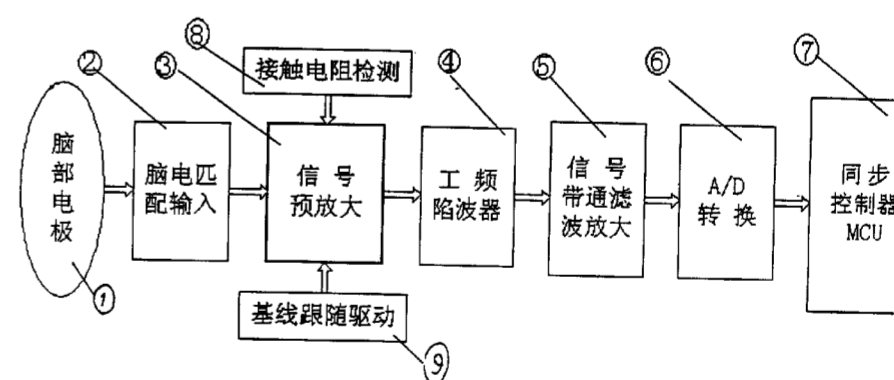 ⑧
接触电阻检测
②
③
④
⑤
⑥
⑦
脑部电极
脑电匹
配输入
信号
预放大
工频
陷波器
信号
带通滤
波放大
A/D
转换
同步
控制器
MCU
①
基线跟随驱动
⑨